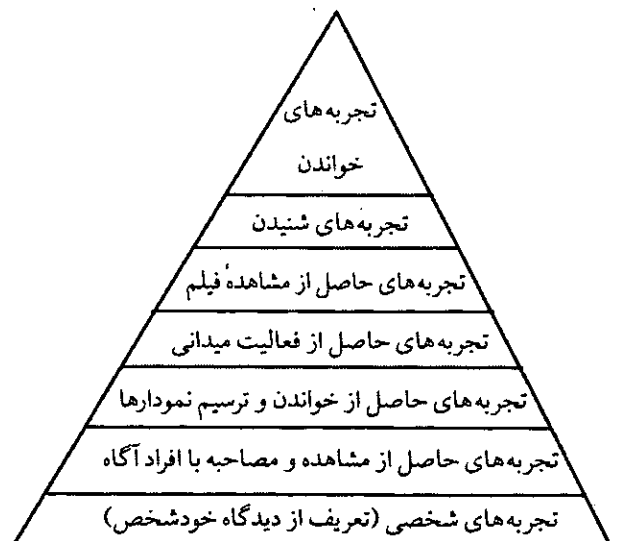 تجربه‌های
خواندن
تجربه‌های شنیدن
تجربه‌های حاصل از مشاهدهٔ فیلم
تجربه‌های حاصل از فعالیت میدانی
تجربه‌های حاصل از خواندن و ترسیم نمودارها
تجربه‌های حاصل از مشاهده و مصاحبه با افراد آگاه
تجربه‌های شخصی (تعریف از دیدگاه خودشخص)